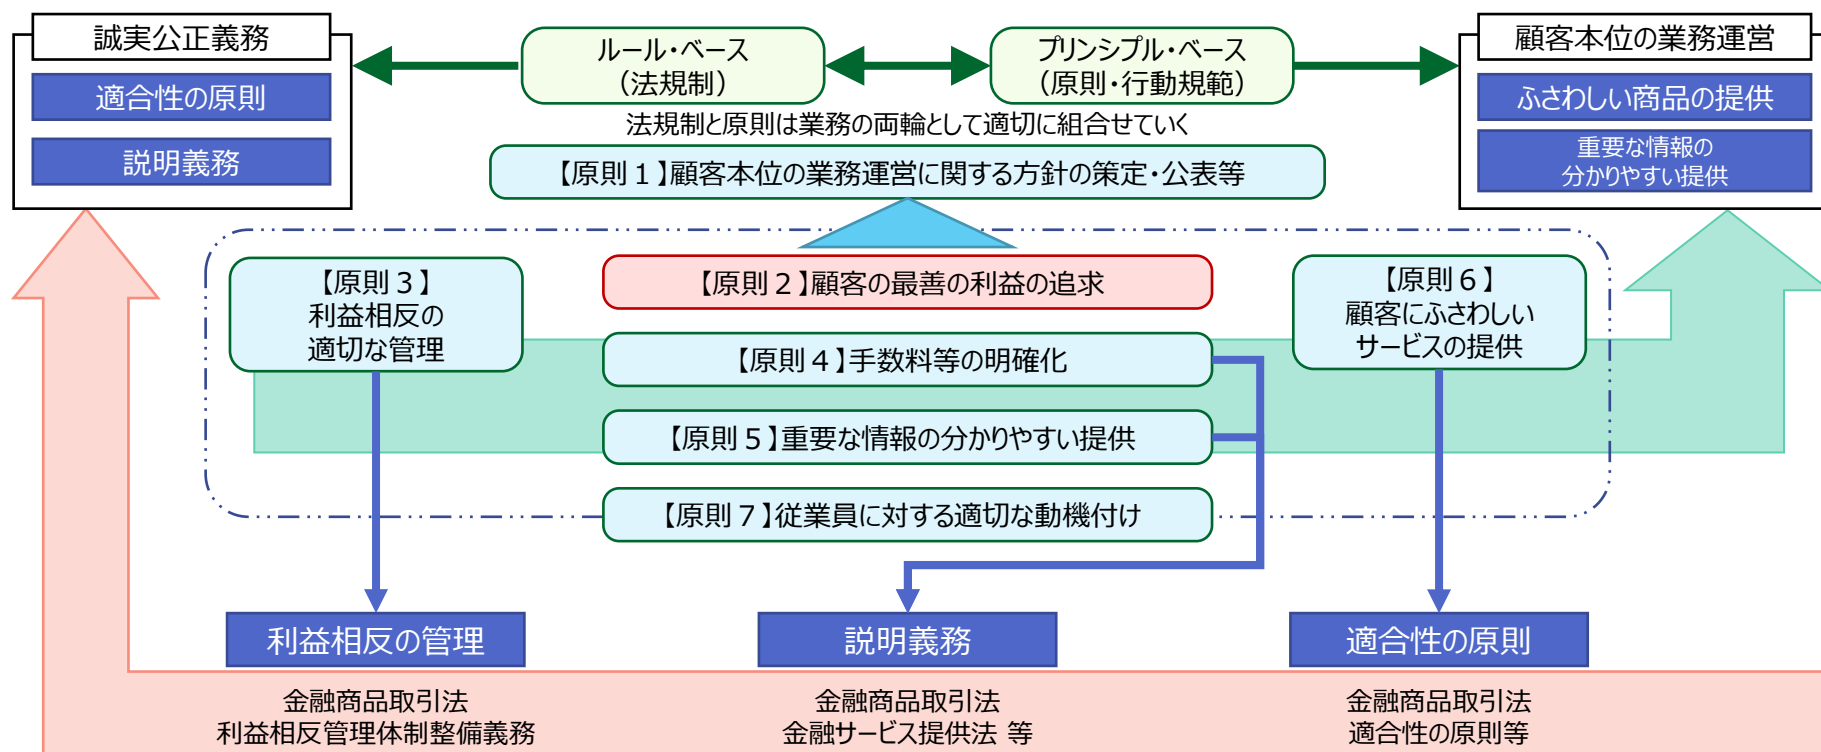 誠実公正義務
適合性の原則
説明義務
ルール・ベース
（法規制）
プリンシプル・ベース
（原則・行動規範）
顧客本位の業務運営
ふさわしい商品の提供
重要な情報の
分かりやすい提供
法規制と原則は業務の両輪として適切に組合せていく
【原則１】顧客本位の業務運営に関する方針の策定・公表等
【原則３】
利益相反の
適切な管理
【原則２】顧客の最善の利益の追求
【原則４】手数料等の明確化
【原則５】重要な情報の分かりやすい提供
【原則７】従業員に対する適切な動機付け
【原則６】
顧客にふさわしい
サービスの提供
利益相反の管理
説明義務
適合性の原則
金融商品取引法
利益相反管理体制整備義務
金融商品取引法
金融サービス提供法 等
金融商品取引法
適合性の原則等